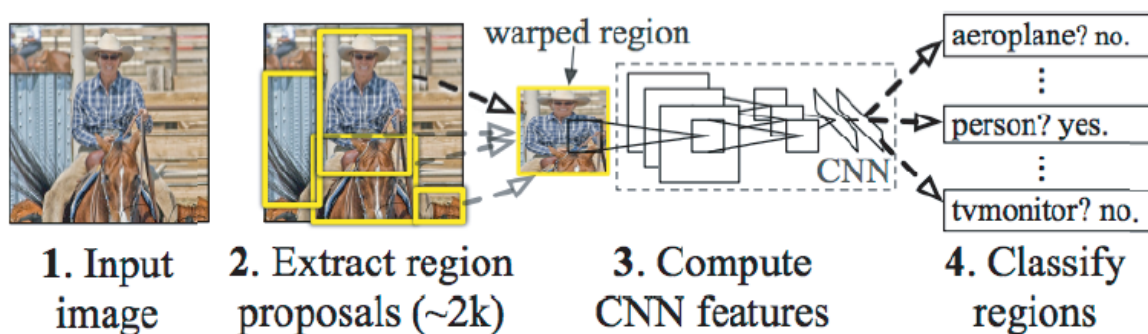 warped region
aeroplane? no.
⋮
person? yes.
CNN
⋮
tvmonitor? no.
1. Input
image
2. Extract region
proposals (~2k)
3. Compute
CNN features
4. Classify
regions